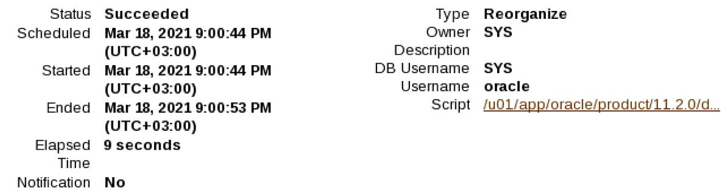 Status Succeeded
Scheduled Mar 18, 2021 9:00:44 PM
(UTC+03:00)
Started Mar 18, 2021 9:00:44 PM
(UTC+03:00)
Ended Mar 18, 2021 9:00:53 PM
(UTC+03:00)
Elapsed 9 seconds
Time
Notification No
Type Reorganize
Owner SYS
Description
DB Username SYS
Username oracle
Script /u01/app/oracle/product/11.2.0/d...